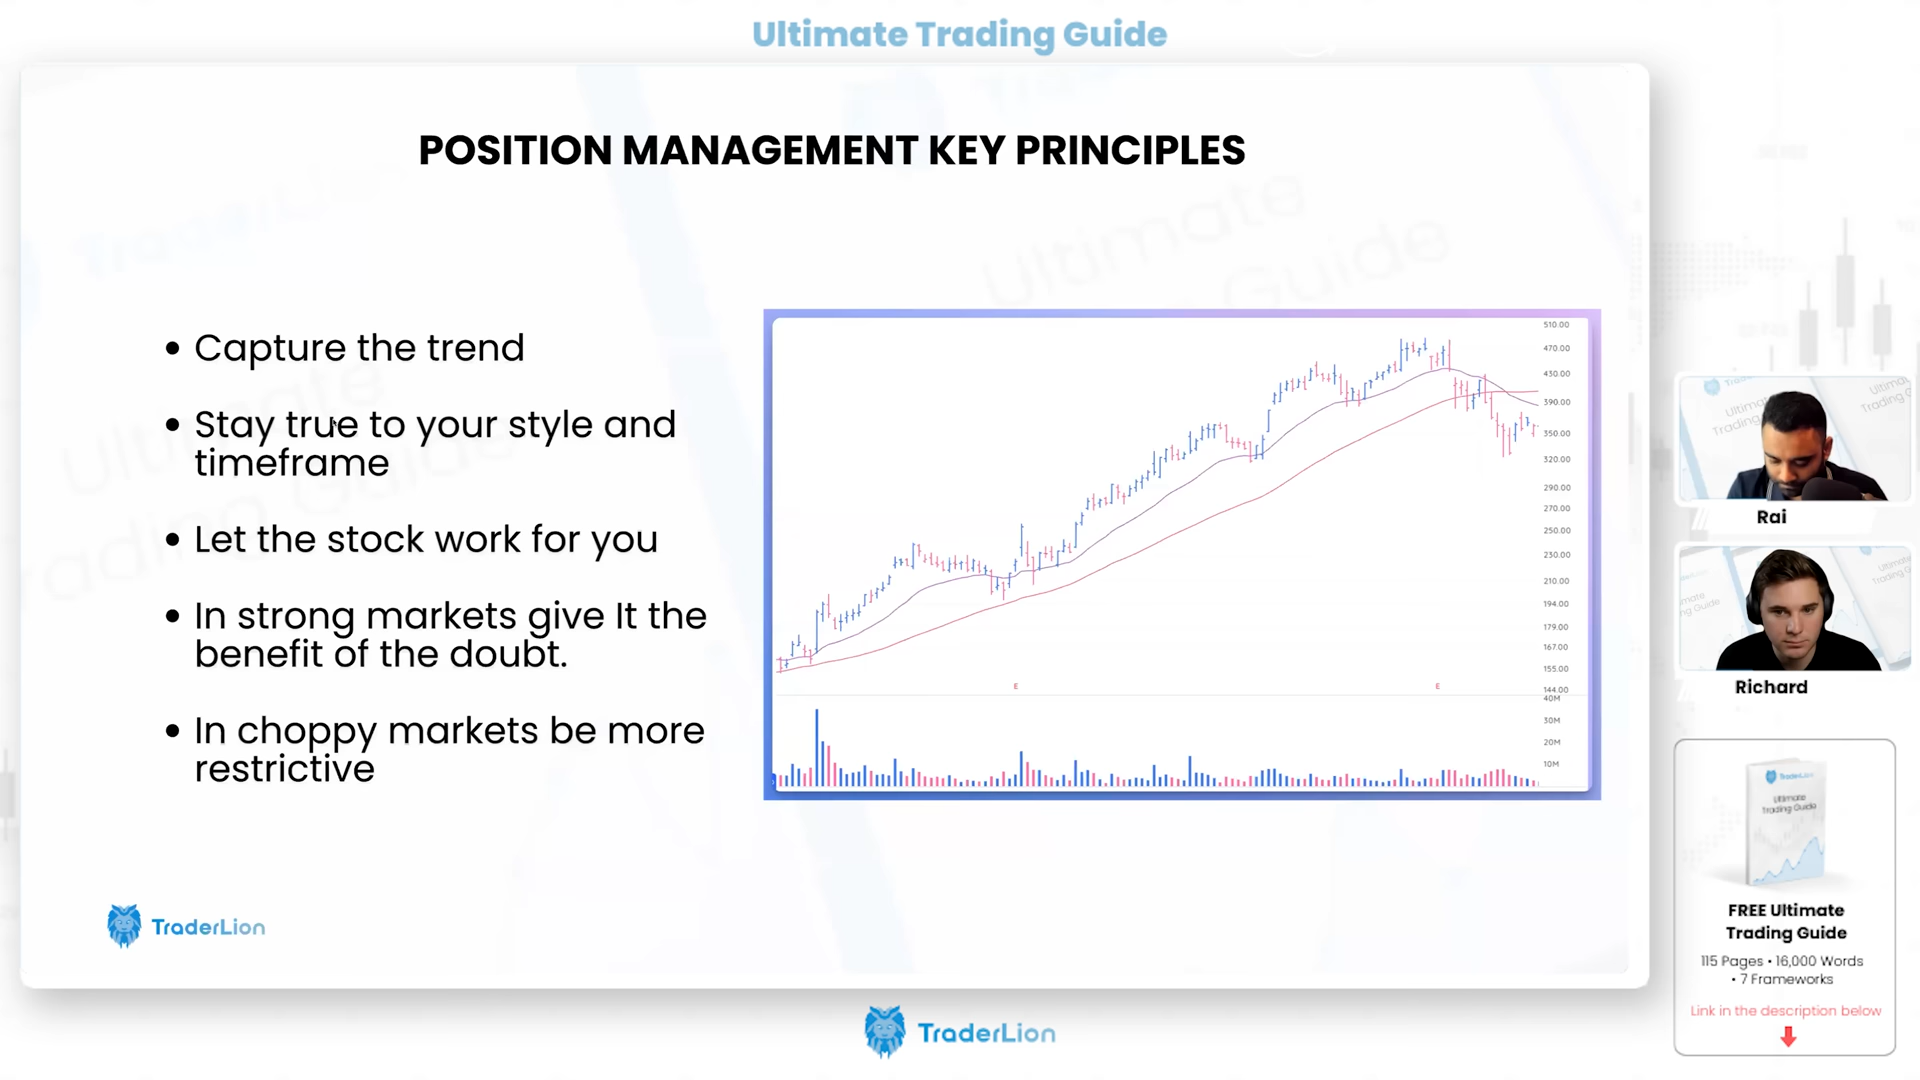 Ultimate Trading Guide
POSITION MANAGEMENT KEY PRINCIPLES
• Capture the trend
• Stay true to your style and
timeframe
• Let the stock work for you
• In strong markets give It the
benefit of the doubt.
• In choppy markets be more
restrictive
510.00
470.00
430.00
390.00
350.00
320.00
290.00
270.00
250.00
230.00
210.00
194.00
179.00
167.00
155.00
144.00
E
E
40M
30M
20M
10M
TraderLion
TraderLion
Rai
Richard
TraderLion
Ultimate
Trading Guide
FREE Ultimate
Trading Guide
115 Pages • 16,000 Words
• 7 Frameworks
Link in the description below